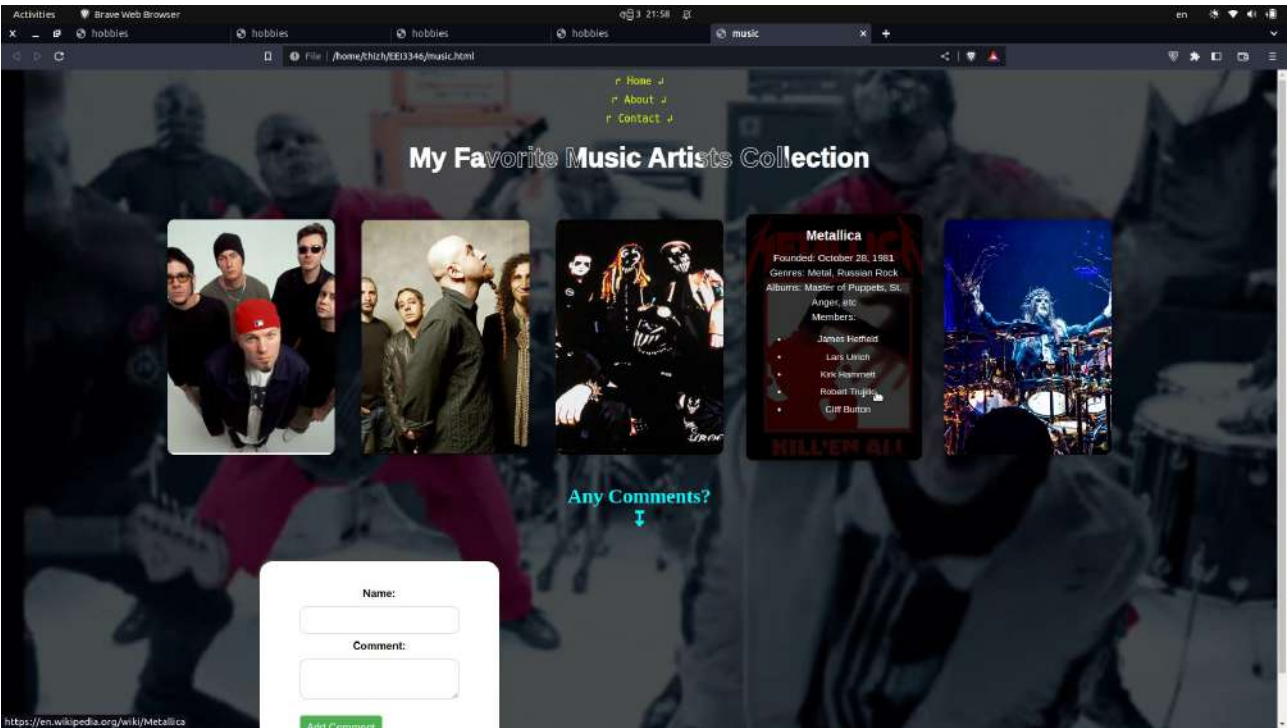 Activities Brave Web Browser 3 21:58 en
hobbies hobbies hobbies hobbies music
File /home/thizh/EEI3346/music.html
Home
About
Contact
My Favorite Music Artists Collection
Metallica
Founded: October 28, 1981
Genres: Metal, Russian Rock
Albums: Master of Puppets, St.
Anger, etc
Members:
James Hetfield
Lars Ulrich
Kirk Hammett
Robert Trujillo
Cliff Burton
KILL'EM ALL
Any Comments?
Name:
Comment:
Add Comment
https://en.wikipedia.org/wiki/Metallica